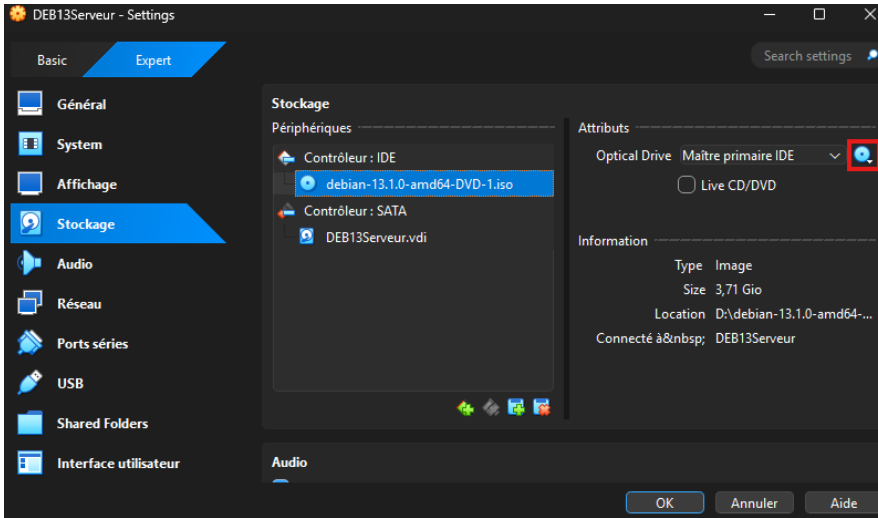 DEB13Serveur - Settings
Basic
Expert
Search settings
Général
System
Affichage
Stockage
Audio
Réseau
Ports séries
USB
Shared Folders
Interface utilisateur
Stockage
Périphériques
Contrôleur : IDE
debian-13.1.0-amd64-DVD-1.iso
Contrôleur : SATA
DEB13Serveur.vdi
Attributs
Optical Drive Maître primaire IDE
Live CD/DVD
Information
Type Image
Size 3,71 Gio
Location D:\debian-13.1.0-amd64-...
Connecté à&nbsp; DEB13Serveur
Audio
OK
Annuler
Aide